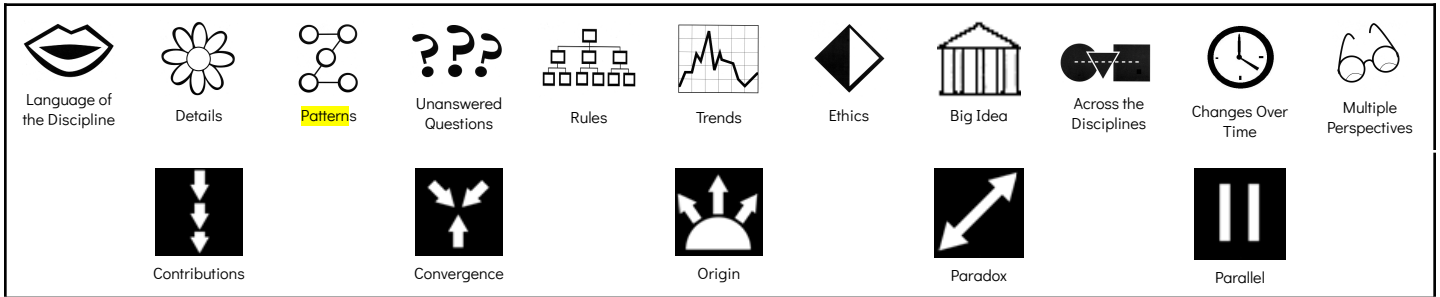 Language of
the Discipline
Details
Patterns
Unanswered
Questions
Rules
Trends
Ethics
Big Idea
Across the
Disciplines
Changes Over
Time
Multiple
Perspectives
Contributions
Convergence
Origin
Paradox
Parallel